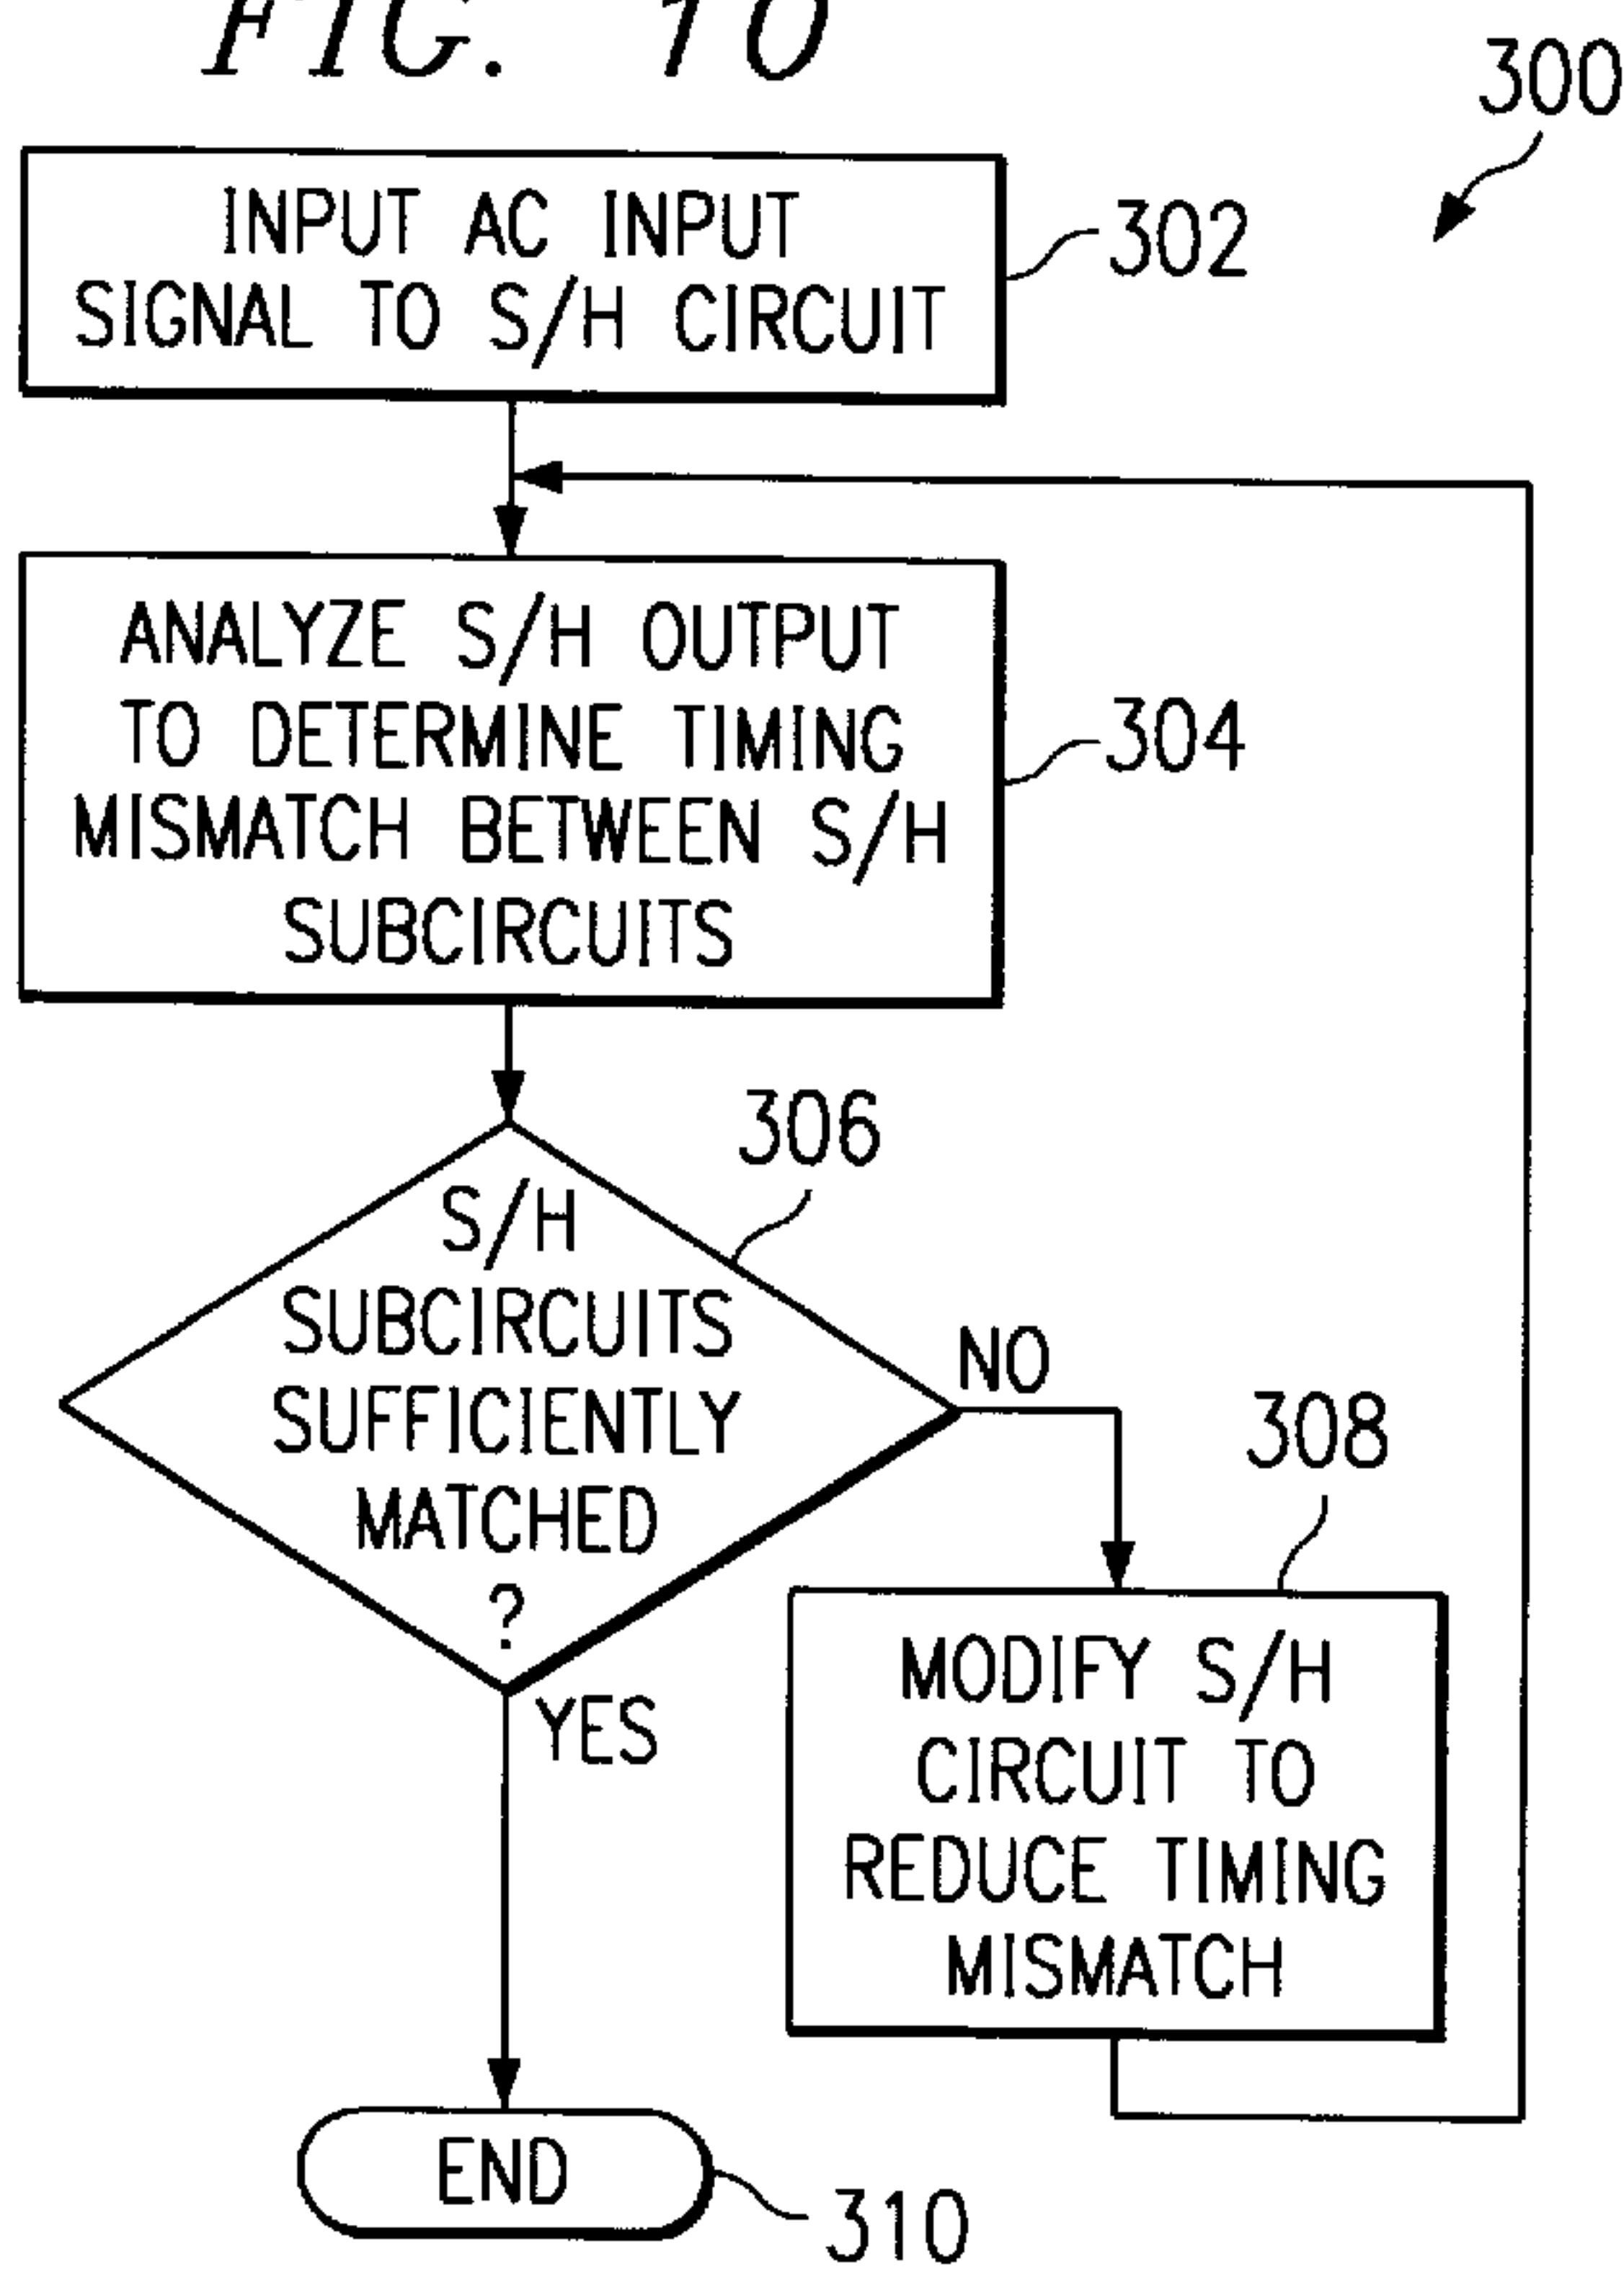 FIG. 10
300
INPUT AC INPUT
SIGNAL TO S/H CIRCUIT
302
ANALYZE S/H OUTPUT
TO DETERMINE TIMING
MISMATCH BETWEEN S/H
SUBCIRCUITS
304
306
S/H
SUBCIRCUITS
SUFFICIENTLY
MATCHED
?
NO
YES
308
MODIFY S/H
CIRCUIT TO
REDUCE TIMING
MISMATCH
END
310